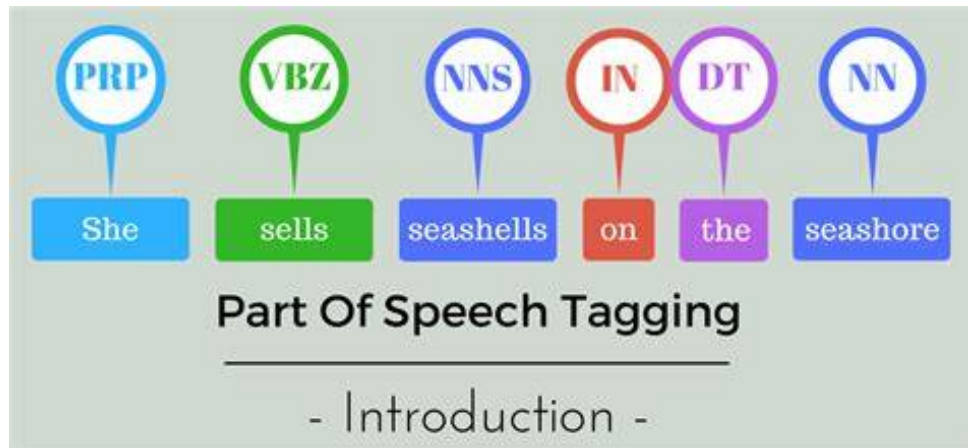 PRP VBZ NNS IN DT NN
She sells seashells on the seashore
Part Of Speech Tagging
- Introduction -